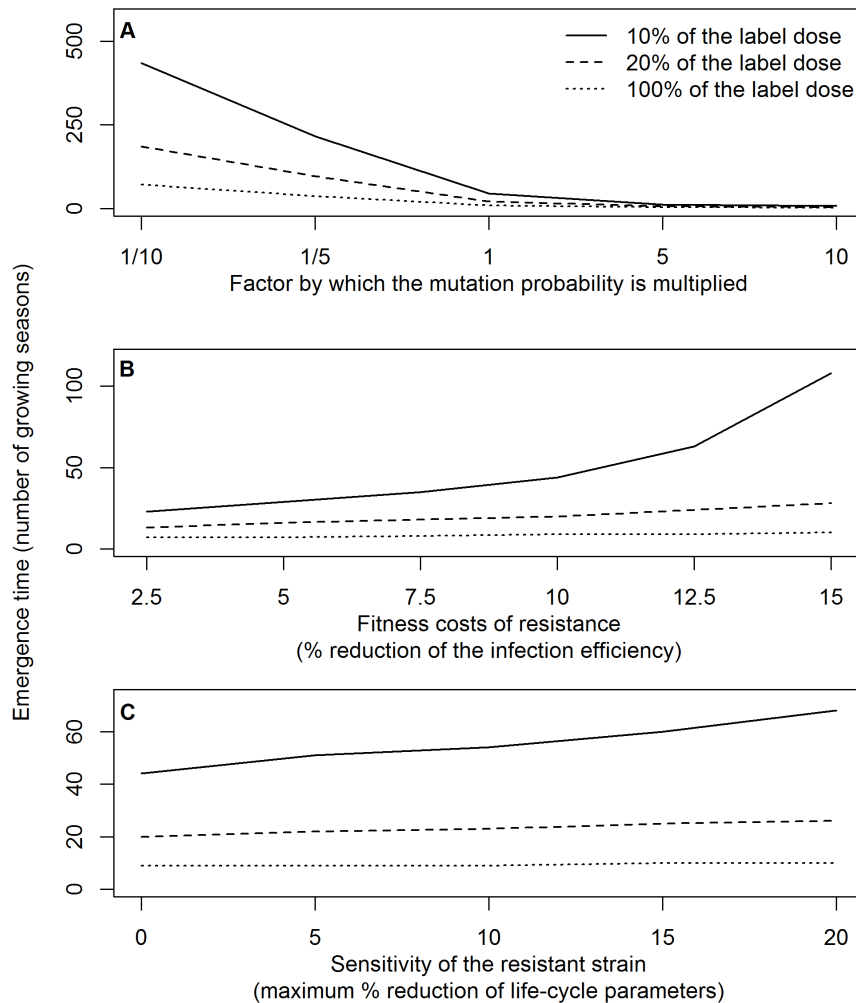 Emergence time (number of growing seasons)
A
10% of the label dose
20% of the label dose
100% of the label dose
500
250
0
1/10 1/5 1 5 10
Factor by which the mutation probability is multiplied
B
100
50
0
2.5 5 7.5 10 12.5 15
Fitness costs of resistance
(% reduction of the infection efficiency)
C
60
40
20
0
0 5 10 15 20
Sensitivity of the resistant strain
(maximum % reduction of life-cycle parameters)